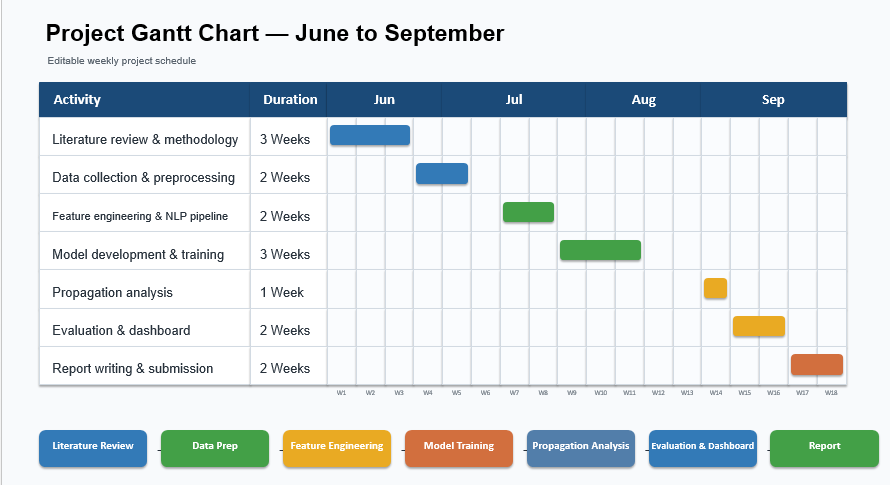 Project Gantt Chart — June to September
Editable weekly project schedule
Activity Duration Jun Jul Aug Sep
Literature review & methodology 3 Weeks
Data collection & preprocessing 2 Weeks
Feature engineering & NLP pipeline 2 Weeks
Model development & training 3 Weeks
Propagation analysis 1 Week
Evaluation & dashboard 2 Weeks
Report writing & submission 2 Weeks
W1 W2 W3 W4 W5 W6 W7 W8 W9 W10 W11 W12 W13 W14 W15 W16 W17 W18
Literature Review Data Prep Feature Engineering Model Training Propagation Analysis Evaluation & Dashboard Report